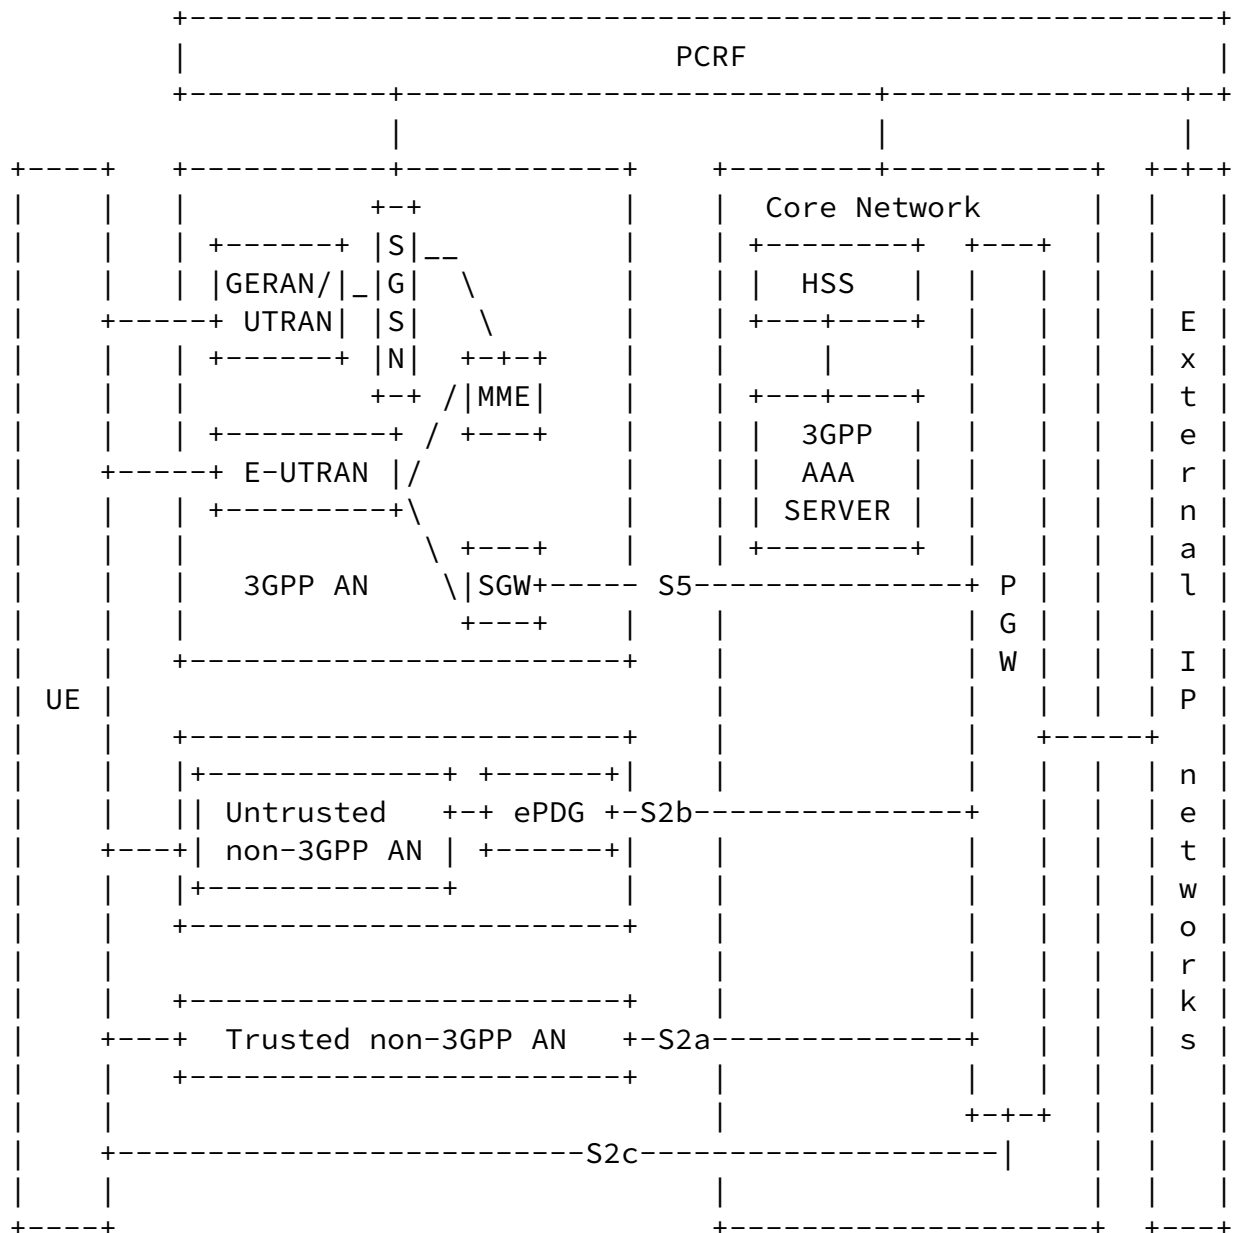 PCRF
Core Network
S
GERAN/ G HSS
UTRAN S
N
MME
3GPP
E-UTRAN AAA
SERVER
3GPP AN SGW S5 PGW
UE
External IP networks
Untrusted ePDG S2b
non-3GPP AN
Trusted non-3GPP AN S2a
S2c